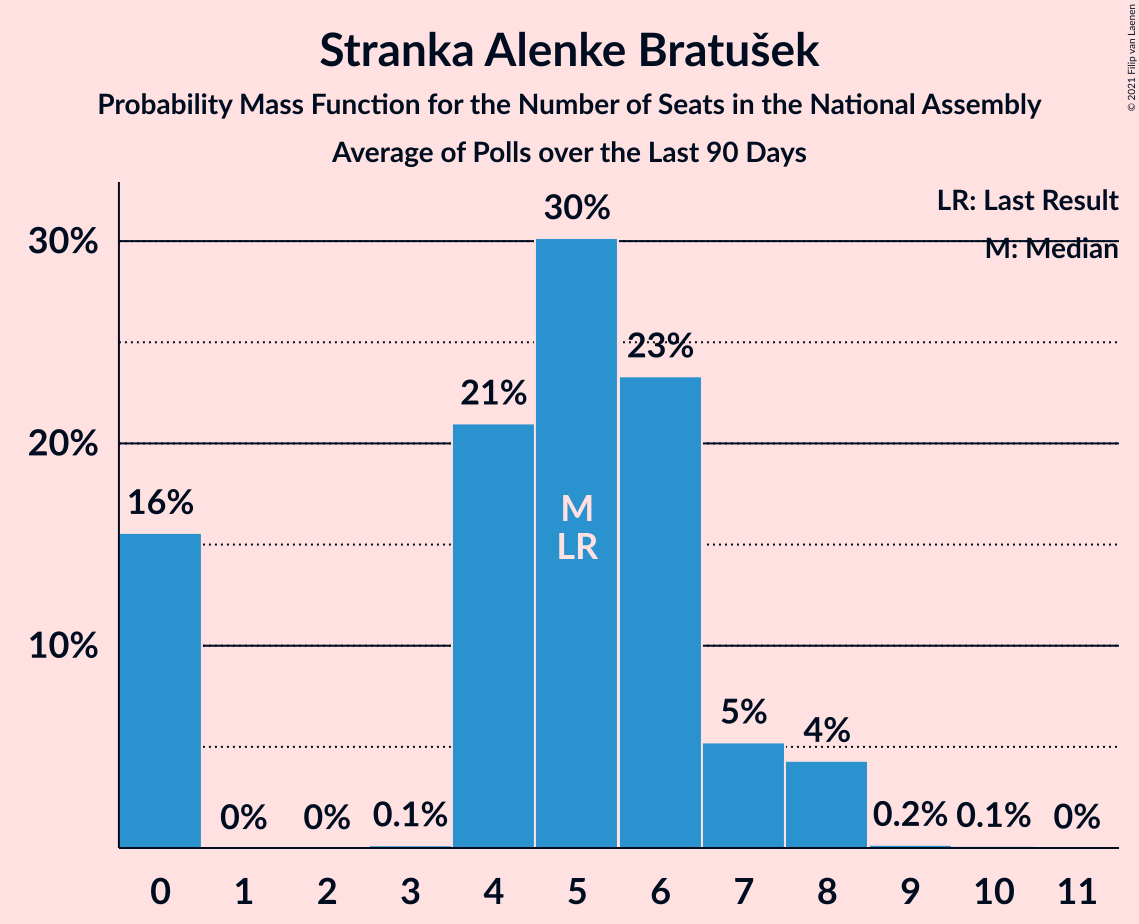 Stranka Alenke Bratušek
Probability Mass Function for the Number of Seats in the National Assembly
Average of Polls over the Last 90 Days
© 2021 Filip van Laenen
LR: Last Result
M: Median
30%
20%
10%
16%
0%
0%
0.1%
21%
30%
23%
5%
4%
0.2%
0.1%
0%
M
LR
0 1 2 3 4 5 6 7 8 9 10 11